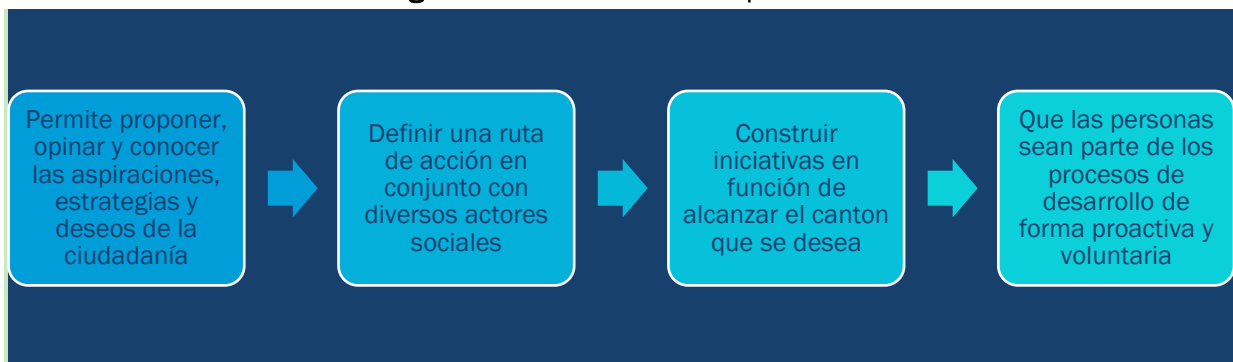 Permite proponer,
opinar y conocer
las aspiraciones,
estrategias y
deseos de la
ciudadanía
Definir una ruta
de acción en
conjunto con
diversos actores
sociales
Construir
iniciativas en
función de
alcanzar el canton
que se desea
Que las personas
sean parte de los
procesos de
desarrollo de
forma proactiva y
voluntaria